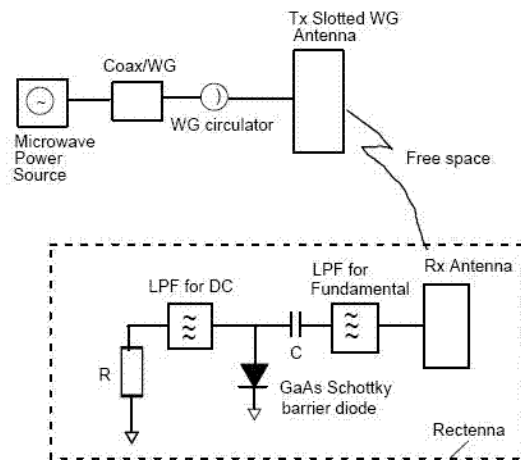 Tx Slotted WG
Antenna
Coax/WG
WG circulator
Microwave
Power
Source
Free space
LPF for DC
LPF for
Fundamental
Rx Antenna
C
R
GaAs Schottky
barrier diode
Rectenna